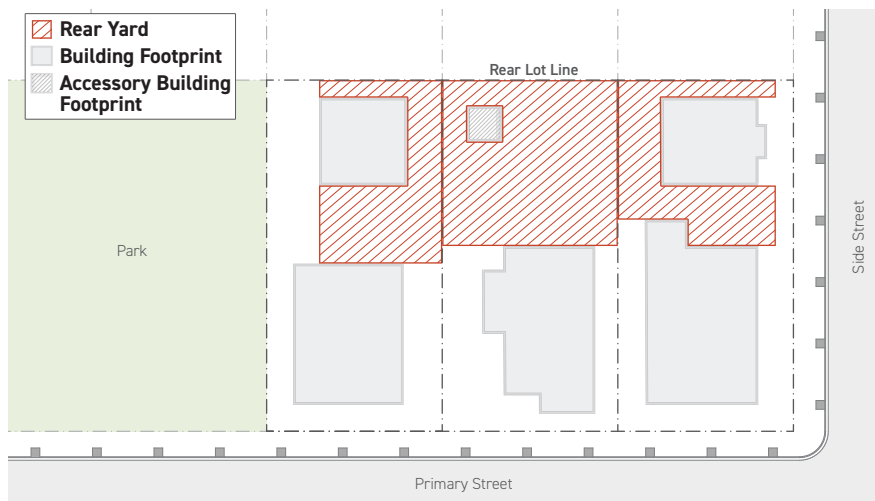 Rear Yard
Building Footprint
Accessory Building
Footprint
Rear Lot Line
Park
Side Street
Primary Street